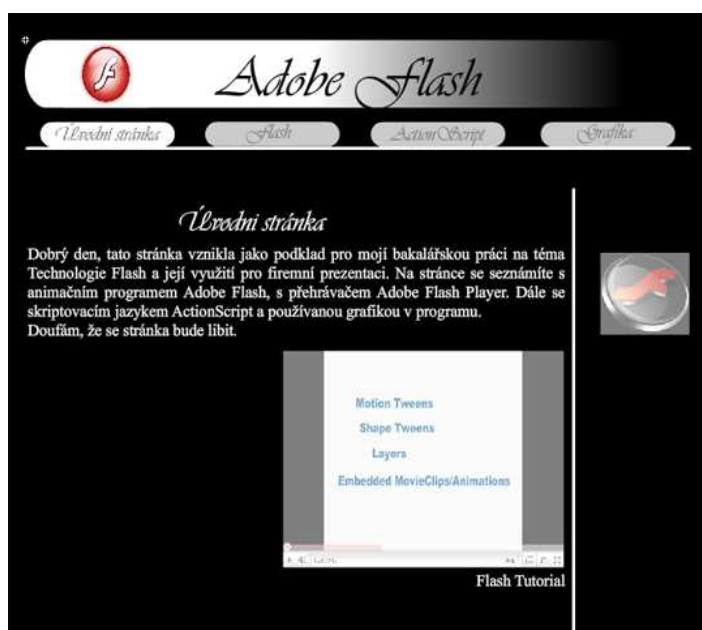 Adobe Flash
Úvodní stránka
Flash
ActionScript
Grafika
Úvodni stránka
Dobrý den, tato stránka vznikla jako podklad pro mojí bakalářskou práci na téma
Technologie Flash a její využití pro firemní prezentaci. Na stránce se seznámíte s
animačním programem Adobe Flash, s přehrávačem Adobe Flash Player. Dále se
skriptovacím jazykem ActionScript a používanou grafikou v programu.
Doufám, že se stránka bude libit.
Motion Tweens
Shape Tweens
Layers
Embedded MovieClips/Animations
Flash Tutorial